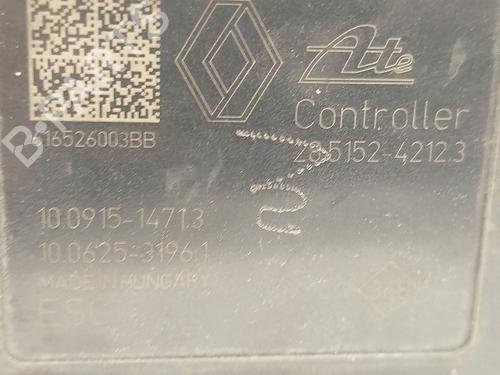 Ate
Controller
616526003BB
28.5152-4212.3
10.0915-1471.3
10.0625-3196.1
MADE IN HUNGARY
ESC